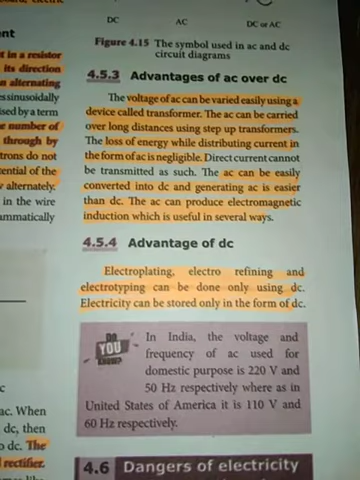 DC AC DC or AC
Figure 4.15 The symbol used in ac and dc
circuit diagrams
4.5.3 Advantages of ac over dc
The voltage of ac can be varied easily using a
device called transformer. The ac can be carried
over long distances using step up transformers.
The loss of energy while distributing current in
the form of ac is negligible. Direct current cannot
be transmitted as such. The ac can be easily
converted into dc and generating ac is easier
than dc. The ac can produce electromagnetic
induction which is useful in several ways.
4.5.4 Advantage of dc
Electroplating, electro refining and
electrotyping can be done only using dc.
Electricity can be stored only in the form of dc.
DO
YOU
KNOW?
In India, the voltage and
frequency of ac used for
domestic purpose is 220 V and
50 Hz respectively where as in
United States of America it is 110 V and
60 Hz respectively.
4.6 Dangers of electricity
in a resistor
its direction
alternating
sinusoidally
by a term
number of
through by
trons do not
ential of the
alternately.
in the wire
ac. When
dc, then
dc. The
rectifier.